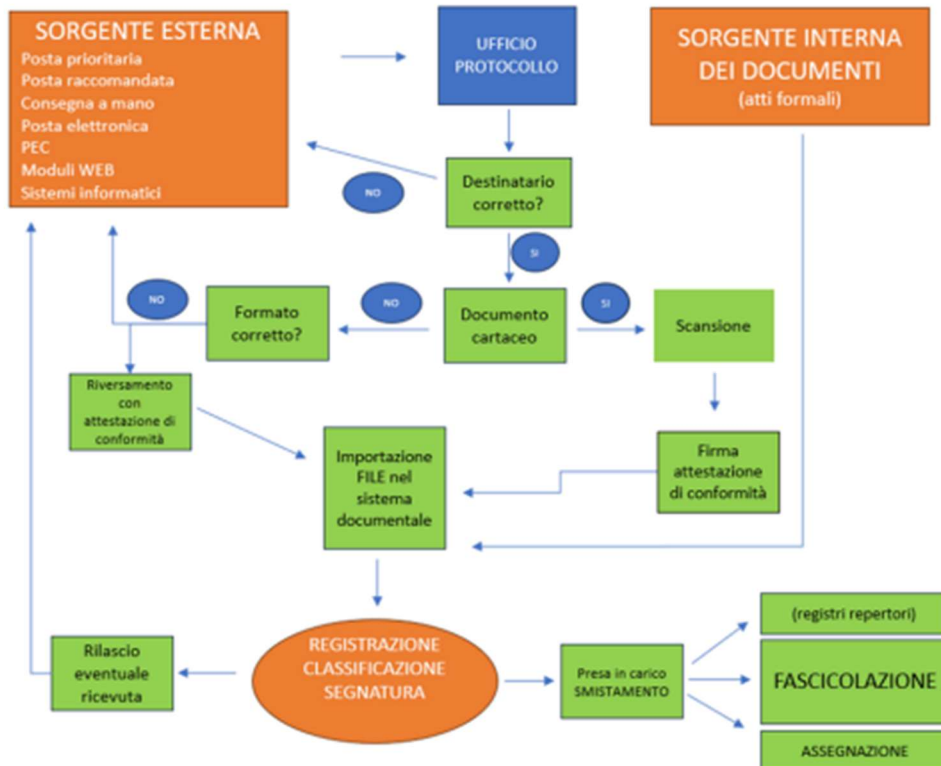 SORGENTE ESTERNA
Posta prioritaria
Posta raccomandata
Consegna a mano
Posta elettronica
PEC
Moduli WEB
Sistemi informatici
UFFICIO
PROTOCOLLO
SORGENTE INTERNA
DEI DOCUMENTI
(atti formali)
Destinatario
corretto?
NO
SI
Documento
cartaceo
NO
SI
Formato
corretto?
NO
Scansione
Riversamento
con
attestazione di
conformità
Firma
attestazione
di conformità
Importazione
FILE nel
sistema
documentale
REGISTRAZIONE
CLASSIFICAZIONE
SEGNATURA
Rilascio
eventuale
ricevuta
Presa in carico
SMISTAMENTO
(registri repertori)
FASCICOLAZIONE
ASSEGNAZIONE